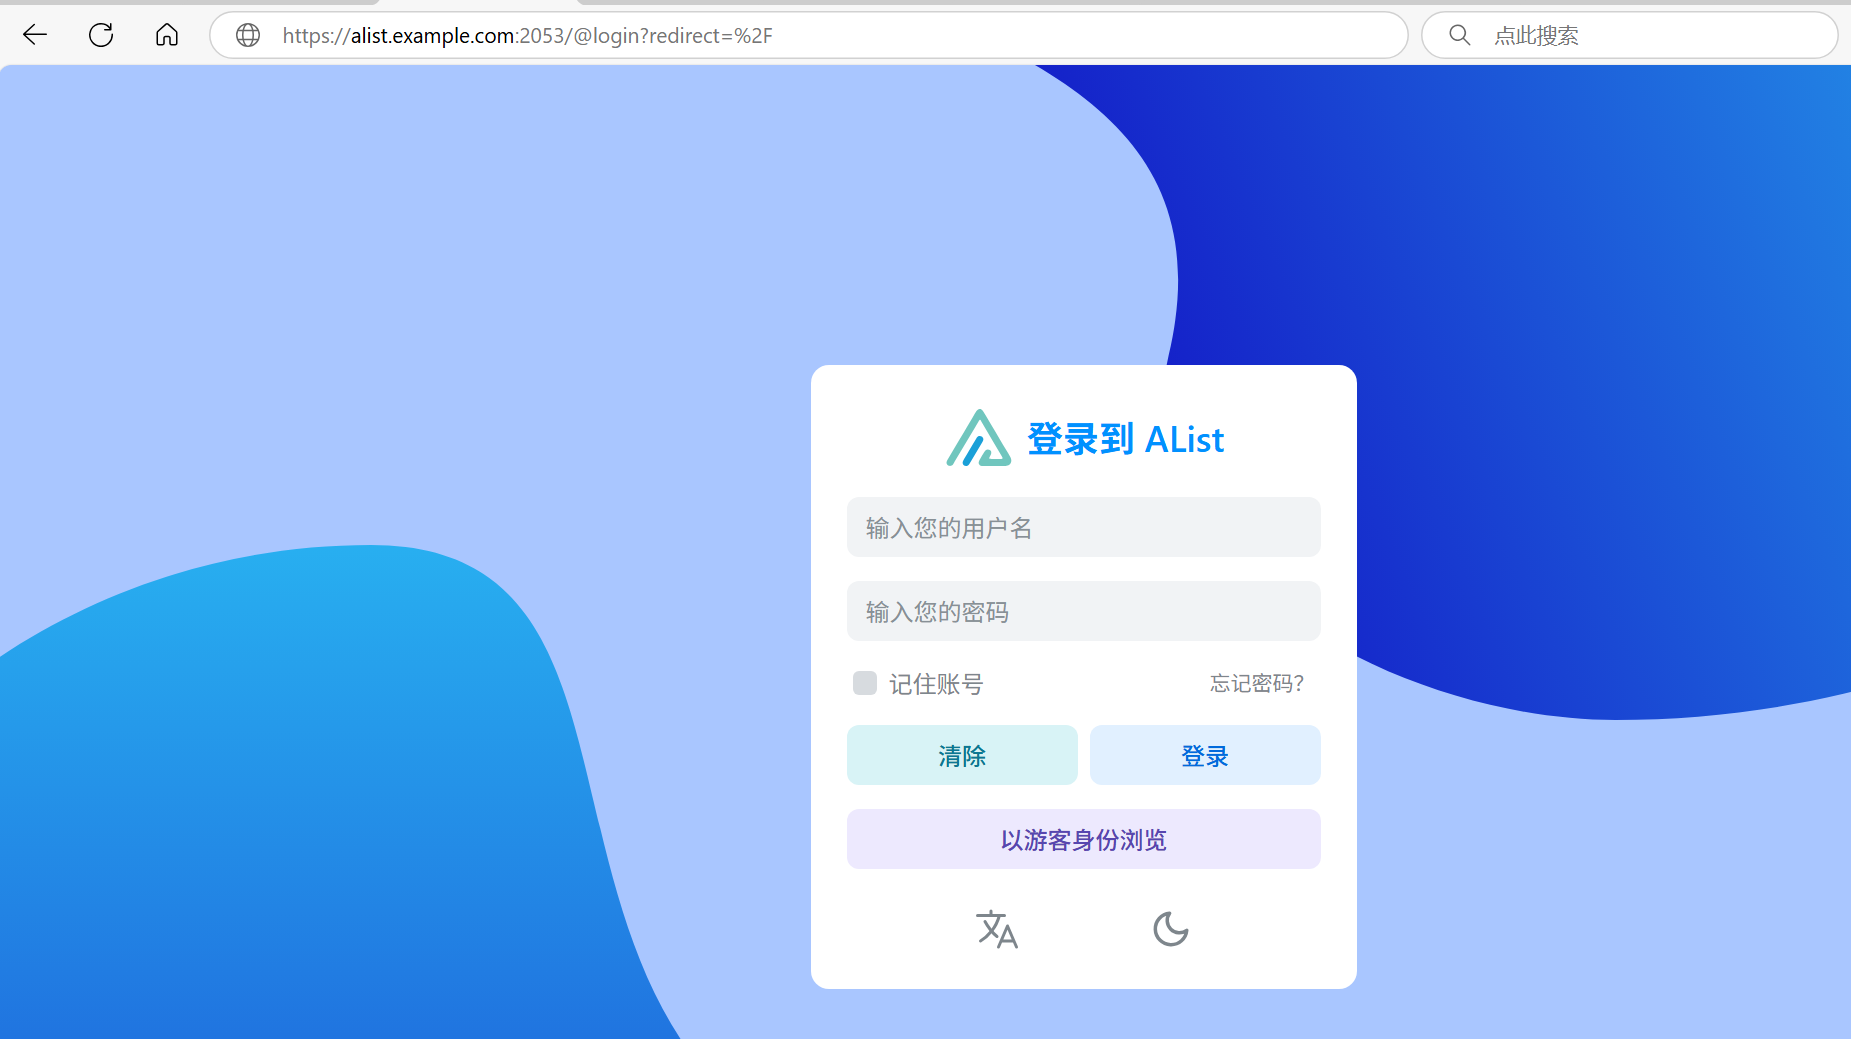 https://alist.example.com:2053/@login?redirect=%2F
点此搜索
登录到 AList
输入您的用户名
输入您的密码
记住账号
忘记密码？
清除
登录
以游客身份浏览